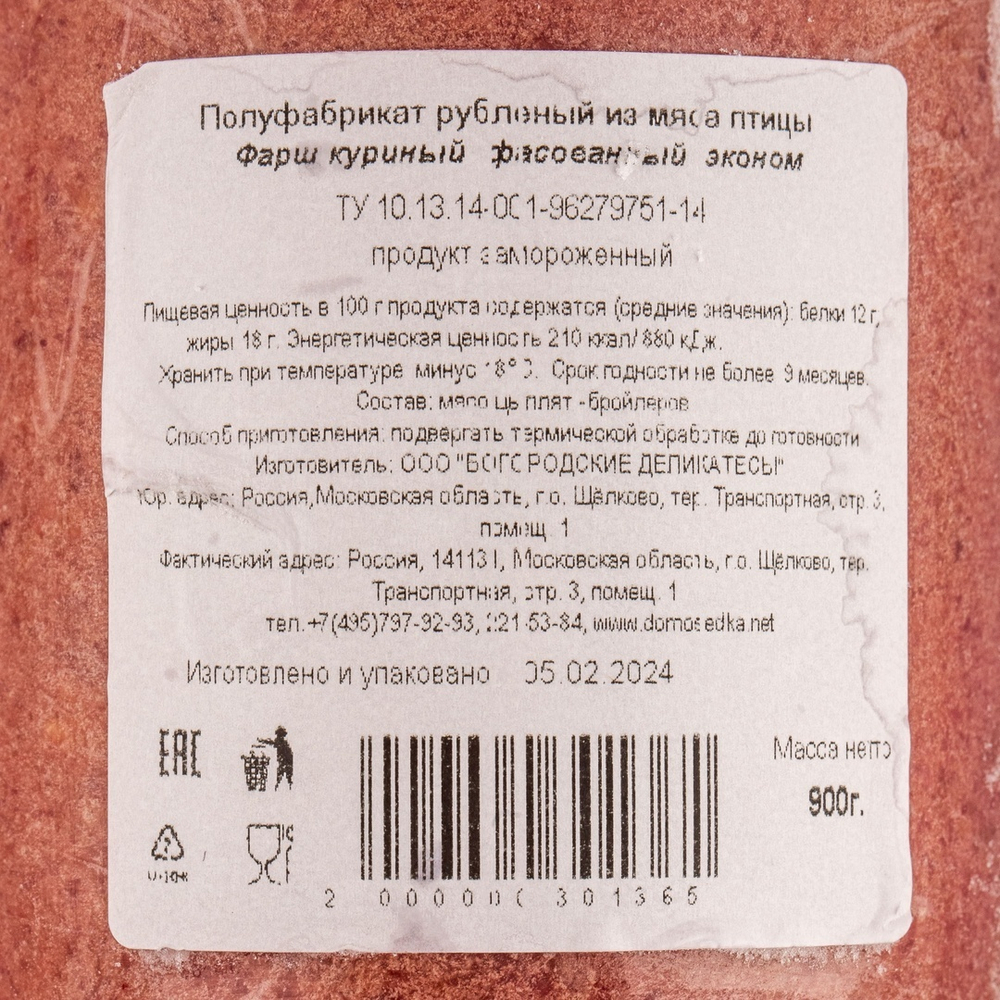 Полуфабрикат рубленый из мяса птицы
Фарш куриный фасованный эконом
ТУ 10.13.14-001-96279751-14
продукт замороженный
Пищевая ценность в 100 г продукта содержатся (средние значения): белки 12 г,
жиры 18 г. Энергетическая ценность 210 ккал/ 880 кДж.
Хранить при температуре минус 18° С. Срок годности не более 9 месяцев.
Состав: мясо цыплят -бройлеров
Способ приготовления: подвергать термической обработке до готовности
Изготовитель: ООО "БОГОРОДСКИЕ ДЕЛИКАТЕСЫ"
Юр. адрес: Россия,Московская область, г.о. Щёлково, тер. Транспортная, стр. 3,
помещ. 1
Фактический адрес: Россия, 141131, Московская область, г.о. Щёлково, тер.
Транспортная, стр. 3, помещ. 1
тел.+7(495)797-92-93, 221-53-84, www.domosedka.net
Изготовлено и упаковано 05.02.2024
EAC
Масса нетто
900г.
2 000000 301365